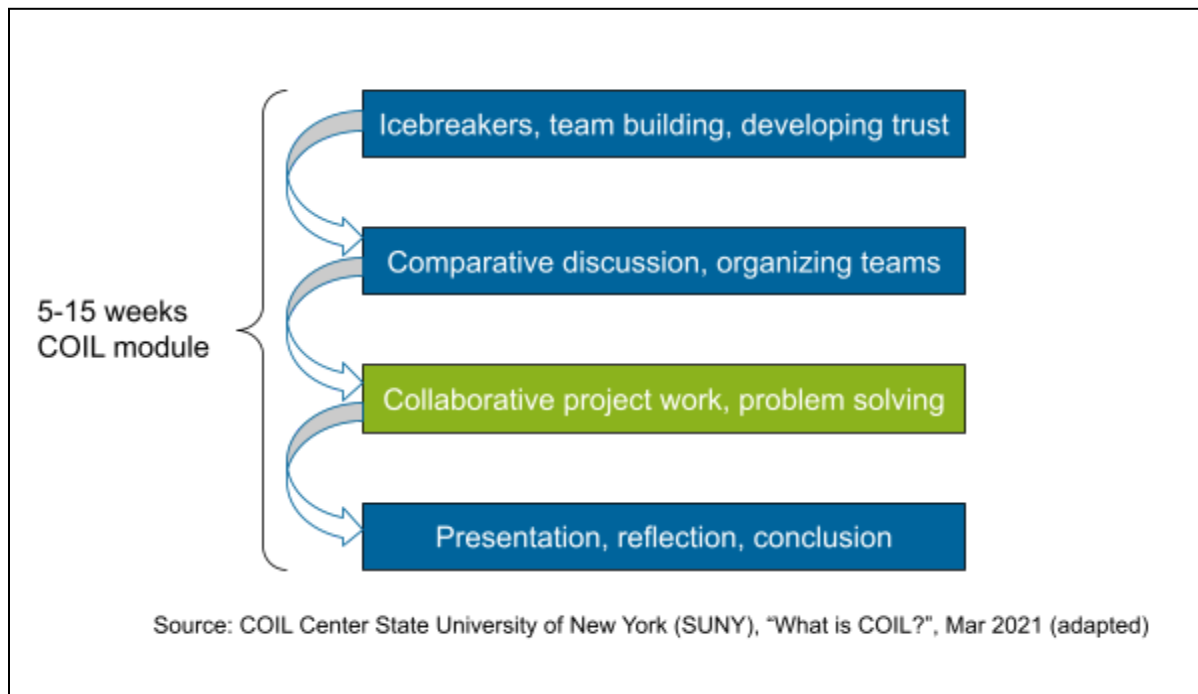 Icebreakers, team building, developing trust
Comparative discussion, organizing teams
5-15 weeks
COIL module
Collaborative project work, problem solving
Presentation, reflection, conclusion
Source: COIL Center State University of New York (SUNY), “What is COIL?”, Mar 2021 (adapted)